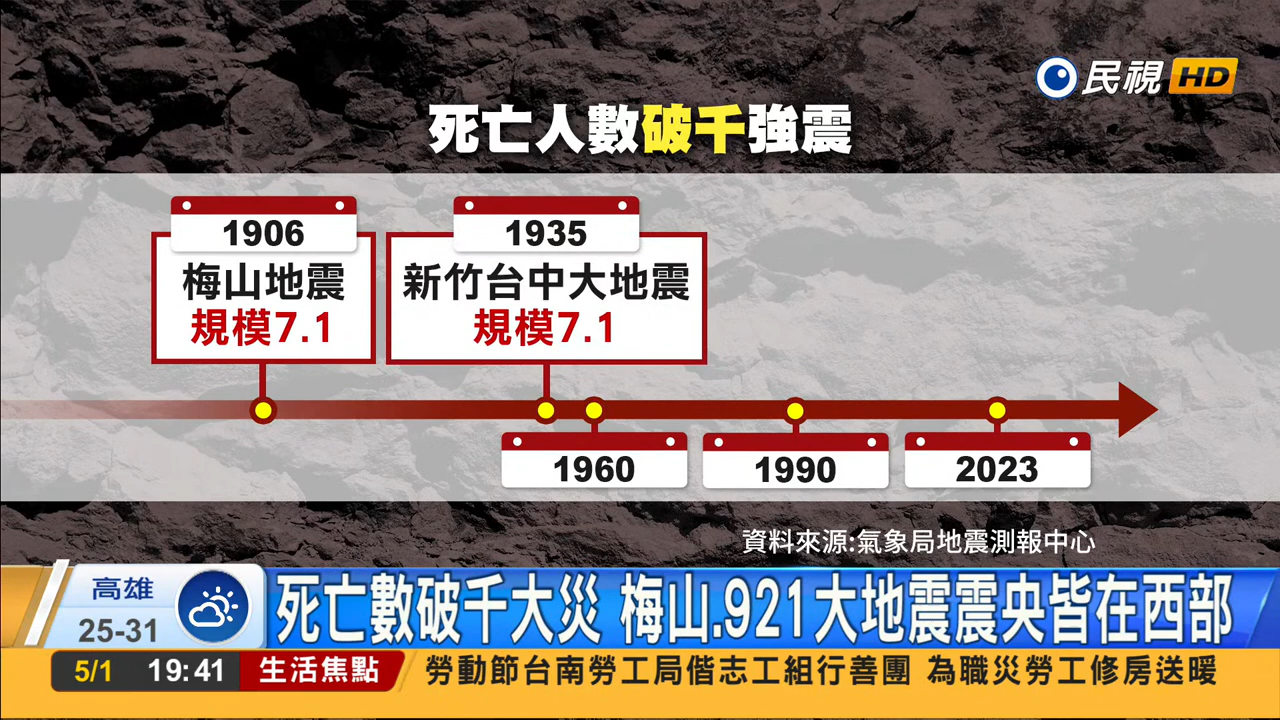 民視 HD
死亡人數破千強震
1906
梅山地震
規模7.1
1935
新竹台中大地震
規模7.1
1960
1990
2023
資料來源:氣象局地震測報中心
高雄
25-31
死亡數破千大災 梅山.921大地震震央皆在西部
5/1 19:41 生活焦點 勞動節台南勞工局偕志工組行善團 為職災勞工修房送暖